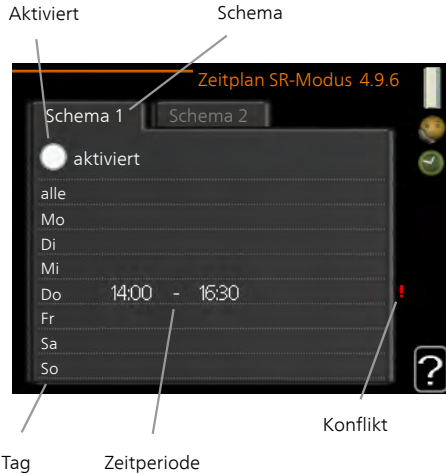 Aktiviert Schema
Zeitplan SR-Modus 4.9.6
Schema 1 Schema 2
aktiviert
alle
Mo
Di
Mi
Do 14:00 - 16:30 !
Fr
Sa
So
?
Konflikt
Tag Zeitperiode